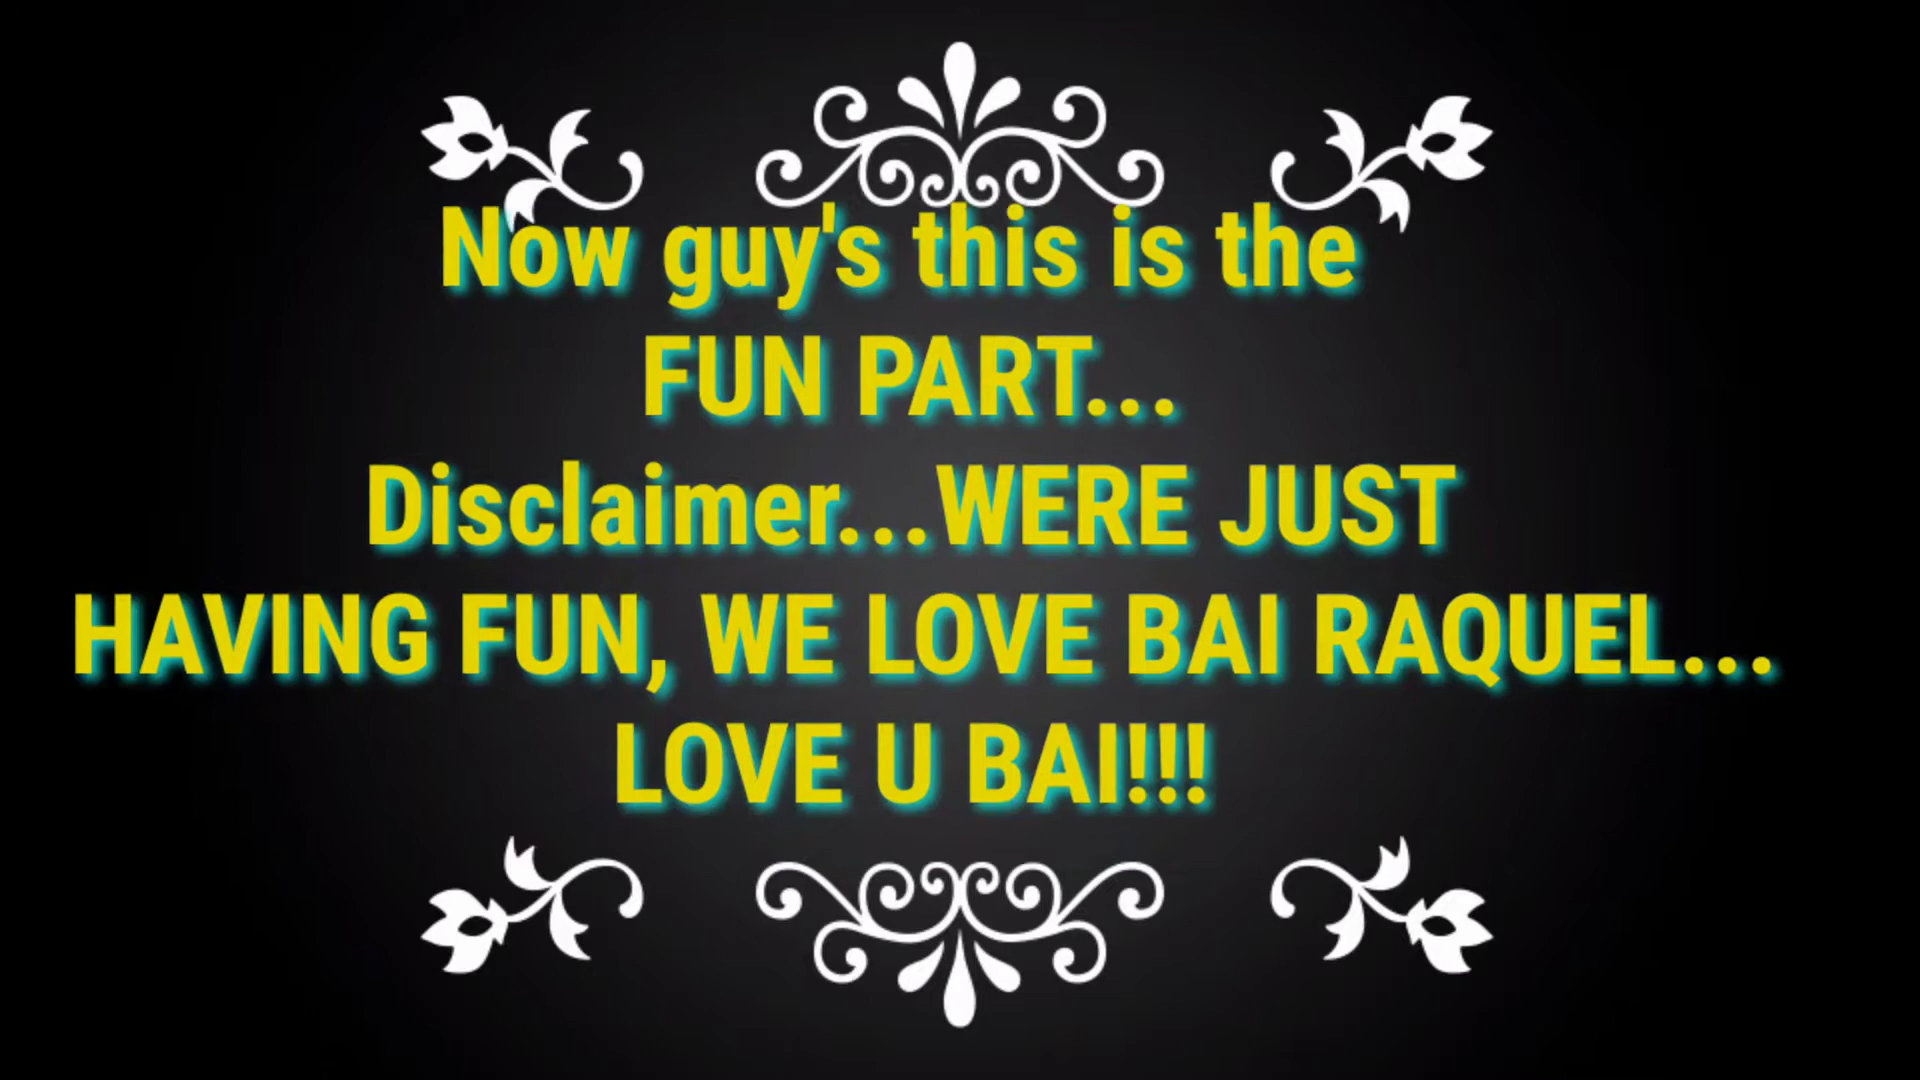 Now guy's this is the
FUN PART...
Disclaimer...WERE JUST
HAVING FUN, WE LOVE BAI RAQUEL...
LOVE U BAI!!!